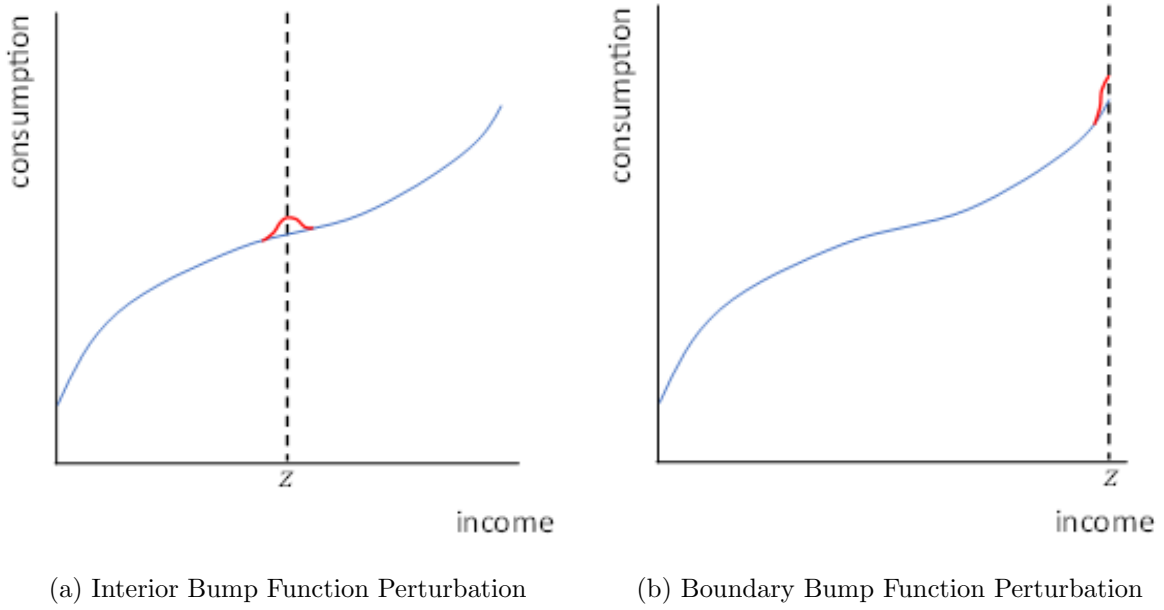 consumption
z
income
(a) Interior Bump Function Perturbation
consumption
z
income
(b) Boundary Bump Function Perturbation